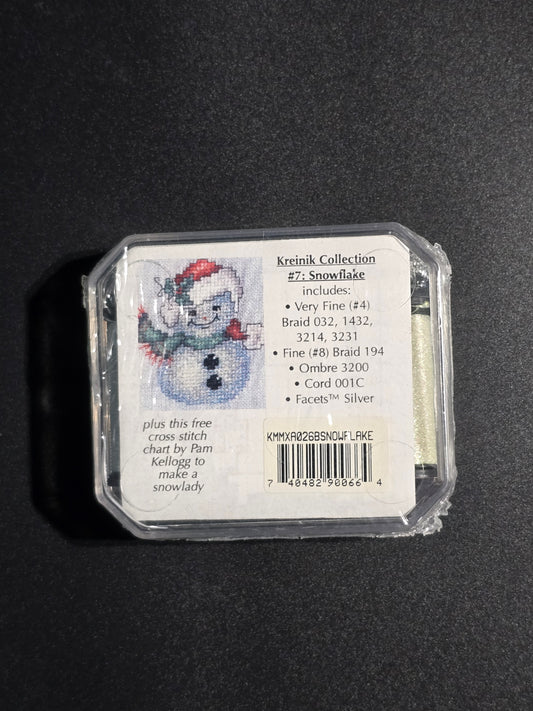 Kreinik Collection
#7: Snowflake
includes:
• Very Fine (#4)
Braid 032, 1432,
3214, 3231
• Fine (#8) Braid 194
• Ombre 3200
• Cord 001C
• Facets™ Silver
plus this free
cross stitch
chart by Pam
Kellogg to
make a
snowlady
KMMXA026BSNOWFLAKE
7 40482 90066 4